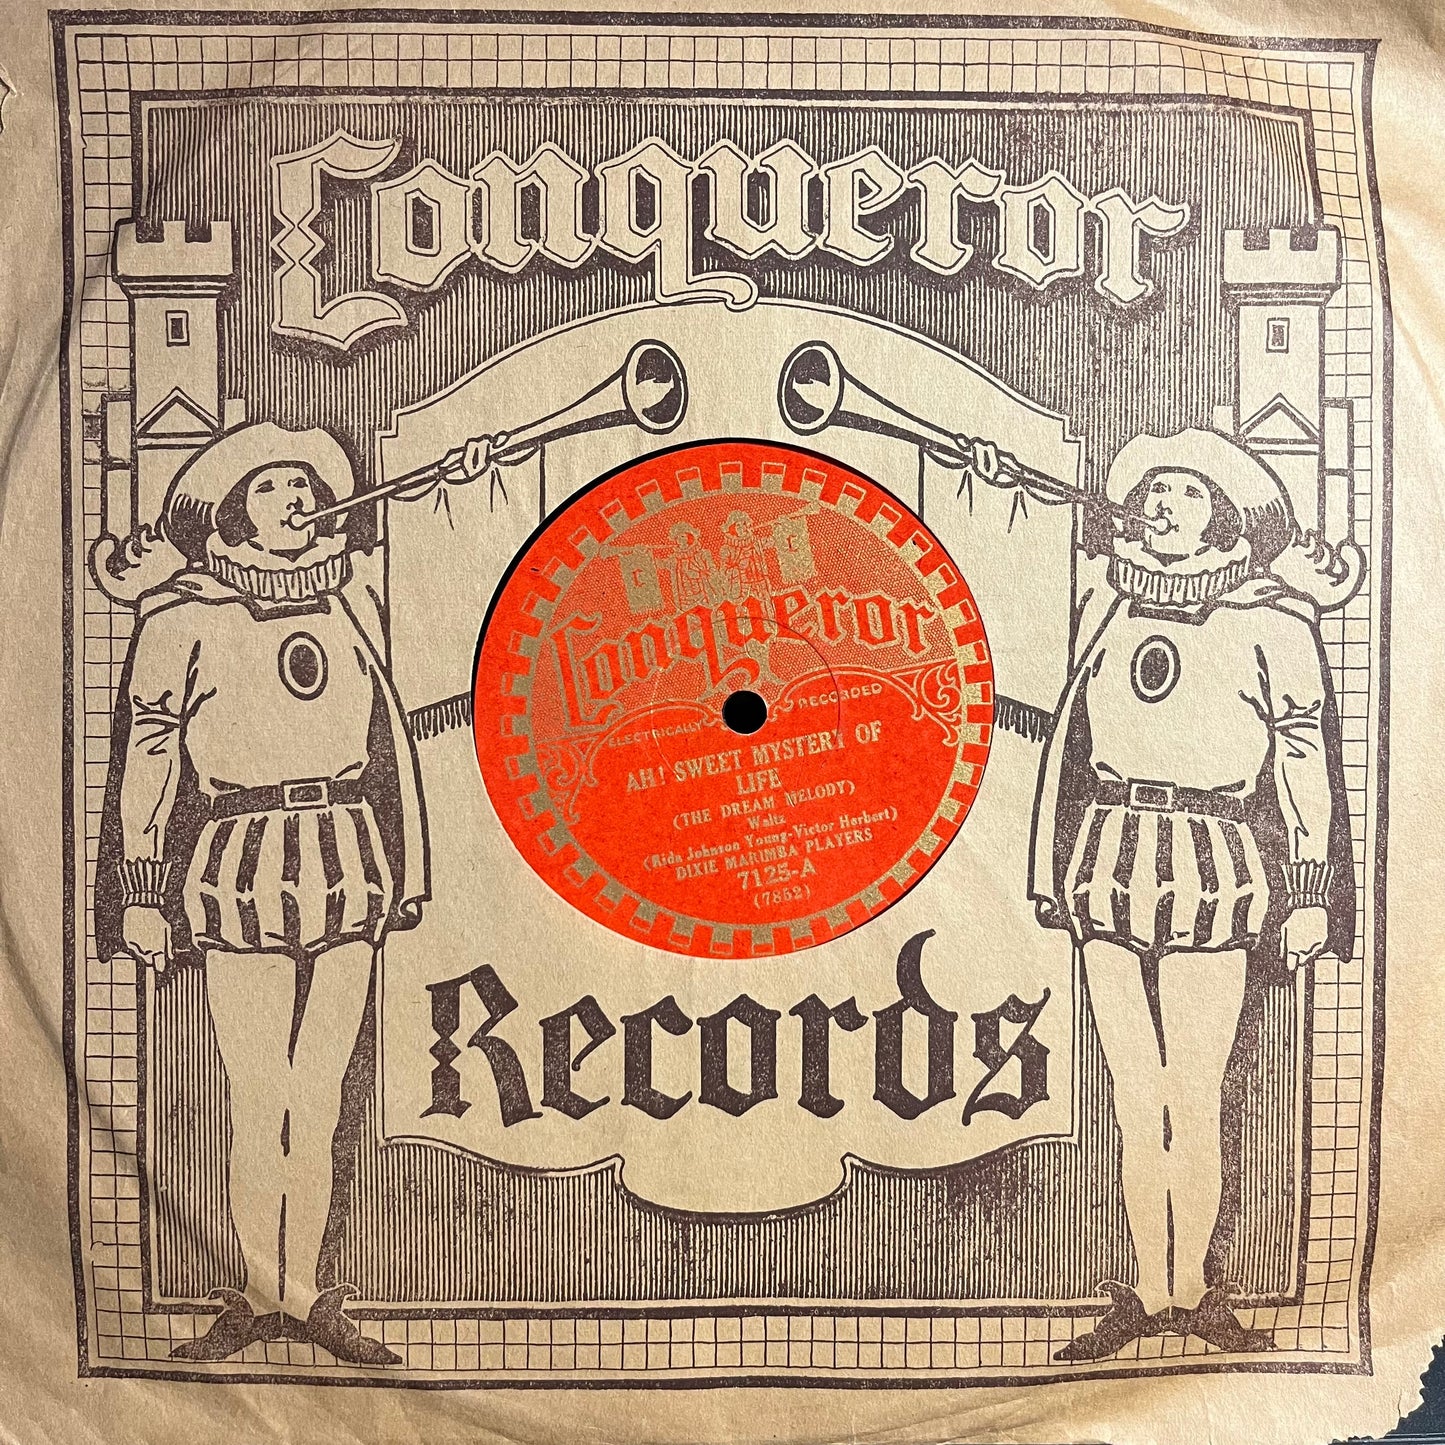 Conqueror
C C
Conqueror
ELECTRICALLY RECORDED
AH! SWEET MYSTERY OF
LIFE
(THE DREAM MELODY)
Waltz
(Rida Johnson Young-Victor Herbert)
DIXIE MARIMBA PLAYERS
7125-A
(7852)
Records